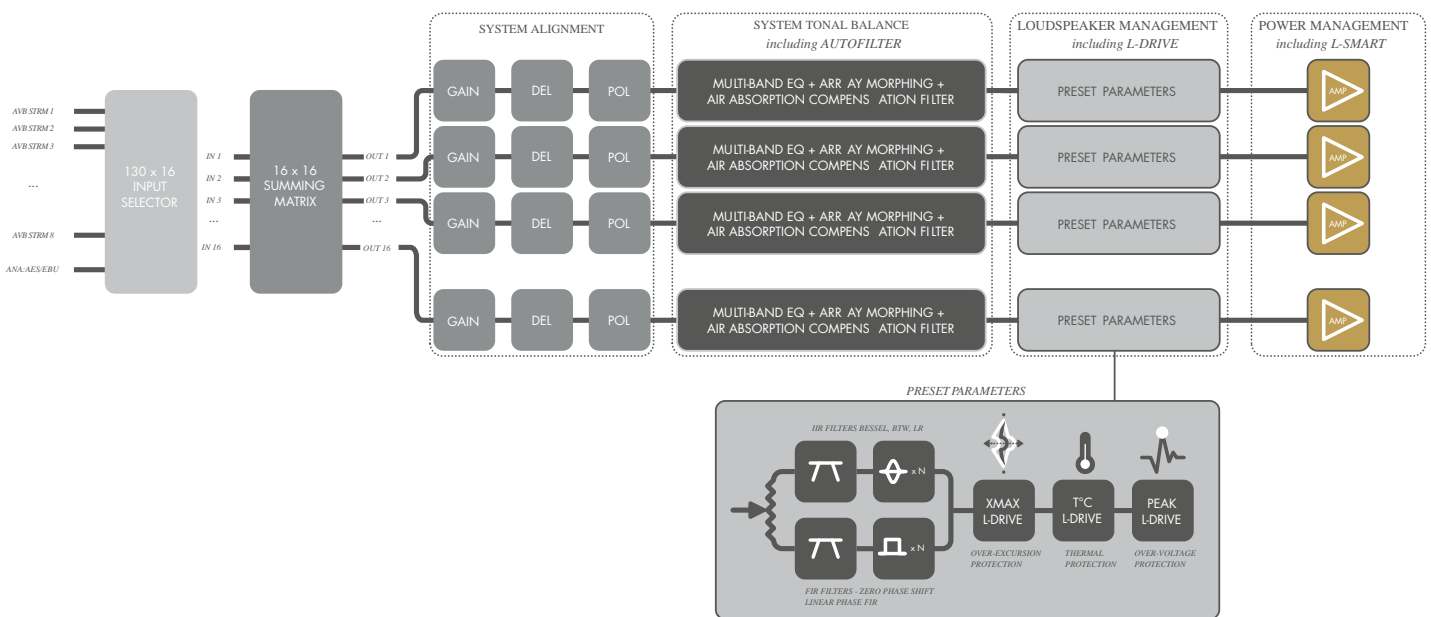 SYSTEM ALIGNMENT
SYSTEM TONAL BALANCE
including AUTOFILTER
LOUDSPEAKER MANAGEMENT
including L-DRIVE
POWER MANAGEMENT
including L-SMART
AVB STRM 1
AVB STRM 2
AVB STRM 3
...
AVB STRM 8
ANA:AES/EBU
130 x 16
INPUT
SELECTOR
IN 1
IN 2
IN 3
...
IN 16
16 x 16
SUMMING
MATRIX
OUT 1
OUT 2
OUT 3
...
OUT 16
GAIN
DEL
POL
MULTI-BAND EQ + ARR AY MORPHING +
AIR ABSORPTION COMPENS ATION FILTER
PRESET PARAMETERS
AMP
GAIN
DEL
POL
MULTI-BAND EQ + ARR AY MORPHING +
AIR ABSORPTION COMPENS ATION FILTER
PRESET PARAMETERS
AMP
GAIN
DEL
POL
MULTI-BAND EQ + ARR AY MORPHING +
AIR ABSORPTION COMPENS ATION FILTER
PRESET PARAMETERS
AMP
GAIN
DEL
POL
MULTI-BAND EQ + ARR AY MORPHING +
AIR ABSORPTION COMPENS ATION FILTER
PRESET PARAMETERS
AMP
PRESET PARAMETERS
IIR FILTERS BESSEL, BTW, LR
x N
x N
FIR FILTERS - ZERO PHASE SHIFT
LINEAR PHASE FIR
XMAX
L-DRIVE
OVER-EXCURSION
PROTECTION
T°C
L-DRIVE
THERMAL
PROTECTION
PEAK
L-DRIVE
OVER-VOLTAGE
PROTECTION